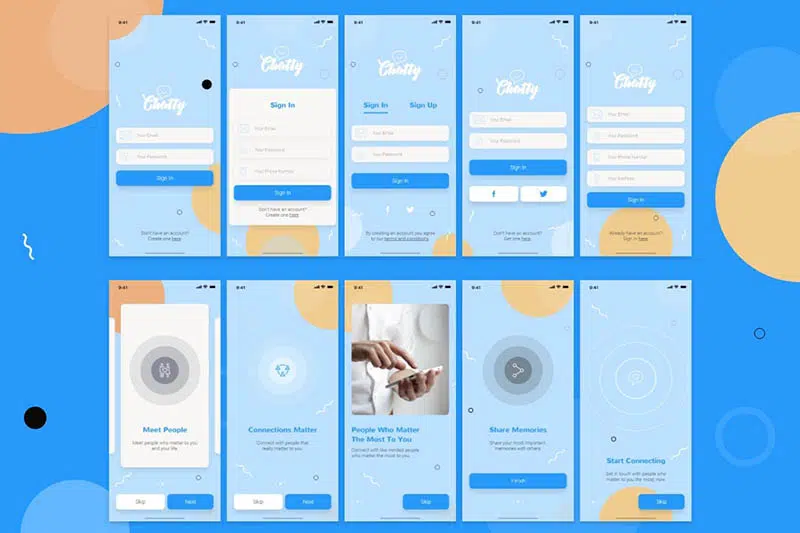 9:41
Chatty
Your Email
Your Password
Sign In
Don't have an account?
Create one here
9:41
Chatty
Sign In
Your Email
Your Password
Your Phone Number
Sign In
Don't have an account?
Create one here
9:41
Chatty
Sign In
Sign Up
Your Email
Your Password
Sign In
By creating an account you agree
to our terms and conditions
9:41
Chatty
Your Email
Your Password
Sign In
Don't have an account?
Get one here
9:41
Chatty
Your Email
Your Password
Your Phone Number
Sign In
Already have an account?
Sign in here
9:41
Meet People
Meet people who matter to you
and your life.
Skip
Next
9:41
Connections Matter
Connect with people that
really matter to you.
Skip
Next
9:41
People Who Matter
The Most To You
Connect with like minded people
who matter the most to you.
Skip
9:41
Share Memories
Share your most important
memories with others
Finish
9:41
Start Connecting
Get in touch with people who
matter to you the most, now.
Skip